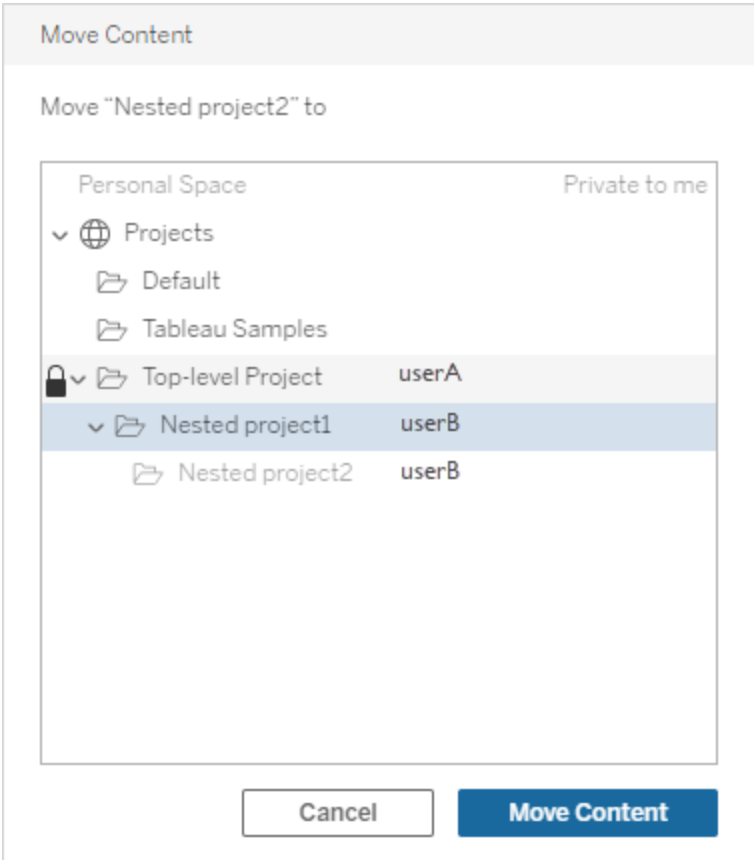 Move Content
Move “Nested project2” to
Personal Space Private to me
Projects
Default
Tableau Samples
Top-level Project userA
Nested project1 userB
Nested project2 userB
Cancel Move Content